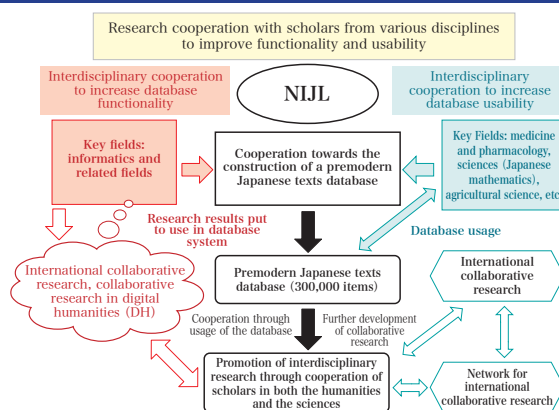 Research cooperation with scholars from various disciplines
to improve functionality and usability
Interdisciplinary cooperation
to increase database
functionality
NIJL
Interdisciplinary
cooperation to increase
database usability
Key fields:
informatics and
related fields
Cooperation towards the
construction of a premodern
Japanese texts database
Key Fields: medicine
and pharmacology,
sciences (Japanese
mathematics),
agricultural science, etc
Research results put
to use in database
system
Database usage
International collaborative
research, collaborative
research in digital
humanities (DH)
Premodern Japanese texts
database (300,000 items)
International
collaborative
research
Cooperation through
usage of the database
Further development
of collaborative
research
Promotion of interdisciplinary
research through cooperation of
scholars in both the humanities
and the sciences
Network for
international
collaborative research